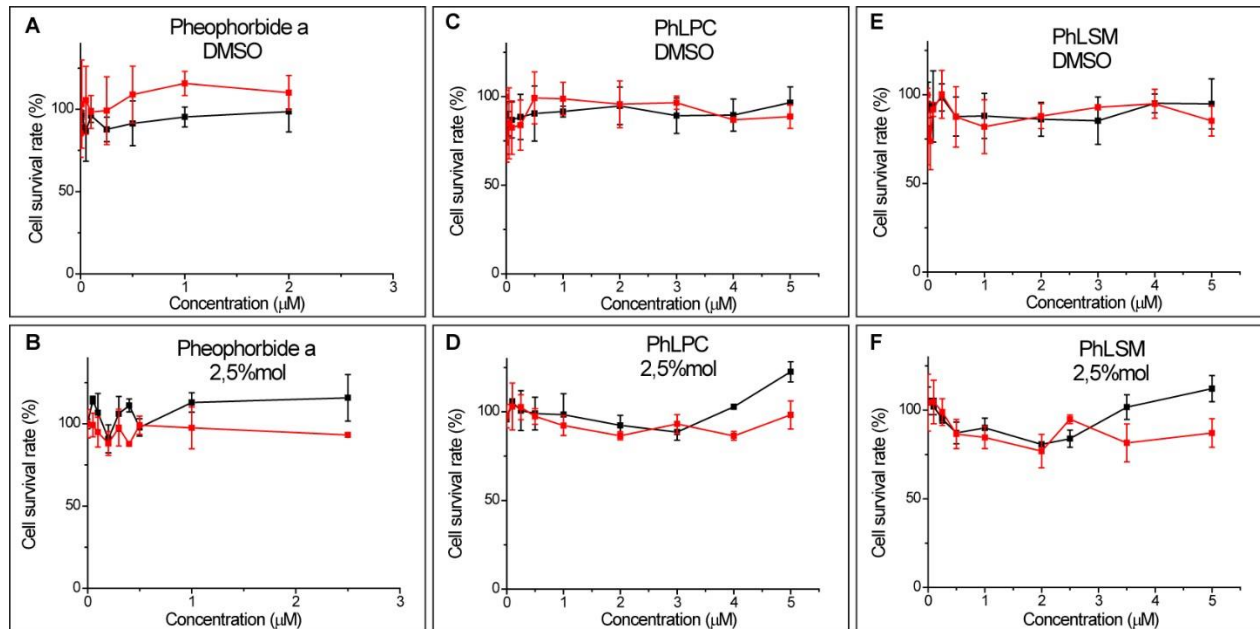 A
Pheophorbide a
DMSO
Cell survival rate (%)
100
50
0
0
1
2
3
Concentration (µM)
C
PhLPC
DMSO
Cell survival rate (%)
100
50
0
0
1
2
3
4
5
Concentration (µM)
E
PhLSM
DMSO
Cell survival rate (%)
100
50
0
0
1
2
3
4
5
Concentration (µM)
B
Pheophorbide a
2,5%mol
Cell survival rate (%)
100
50
0
0
1
2
3
Concentration (µM)
D
PhLPC
2,5%mol
Cell survival rate (%)
100
50
0
0
1
2
3
4
5
Concentration (µM)
F
PhLSM
2,5%mol
Cell survival rate (%)
100
50
0
0
1
2
3
4
5
Concentration (µM)